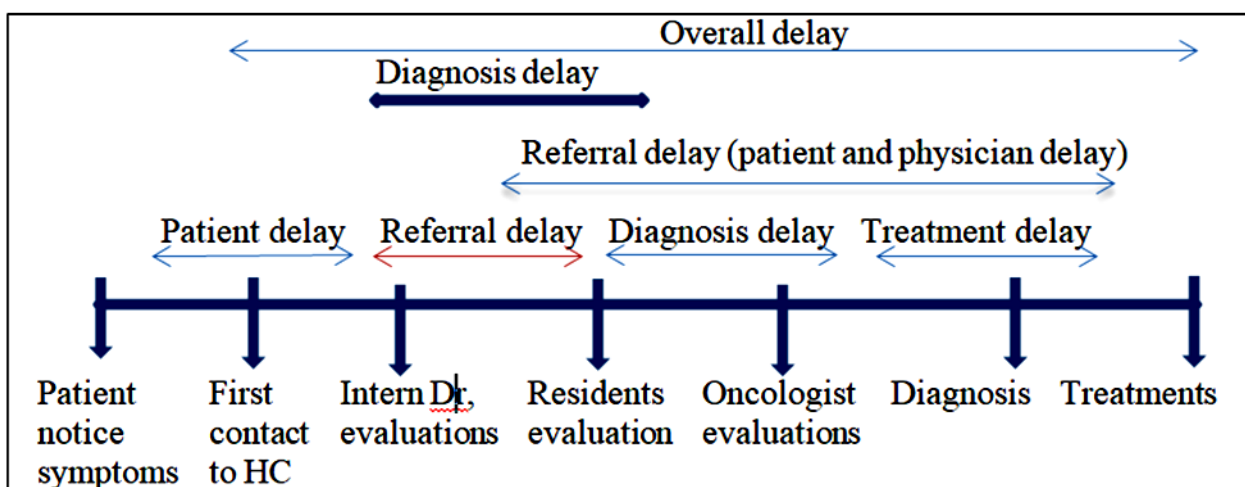 Overall delay
Diagnosis delay
Referral delay (patient and physician delay)
Patient delay
Referral delay
Diagnosis delay
Treatment delay
Patient
notice
symptoms
First
contact
to HC
Intern Dr,
evaluations
Residents
evaluation
Oncologist
evaluations
Diagnosis
Treatments